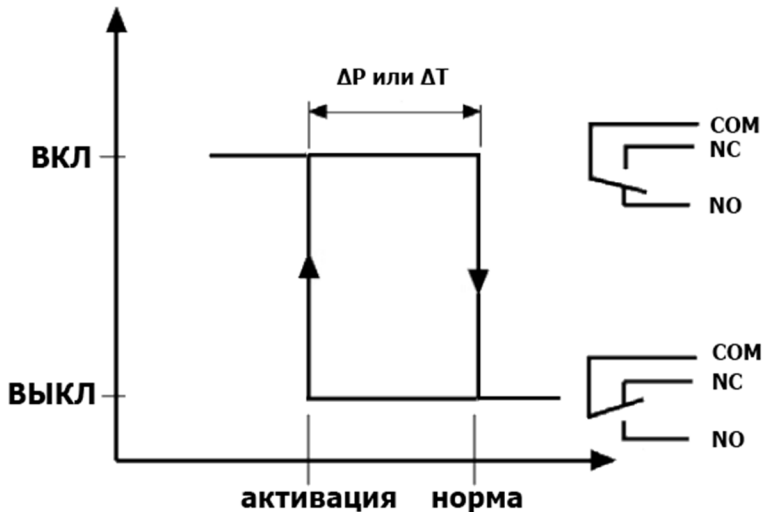 ΔP или ΔT
ВКЛ
COM
NC
NO
ВЫКЛ
COM
NC
NO
активация норма